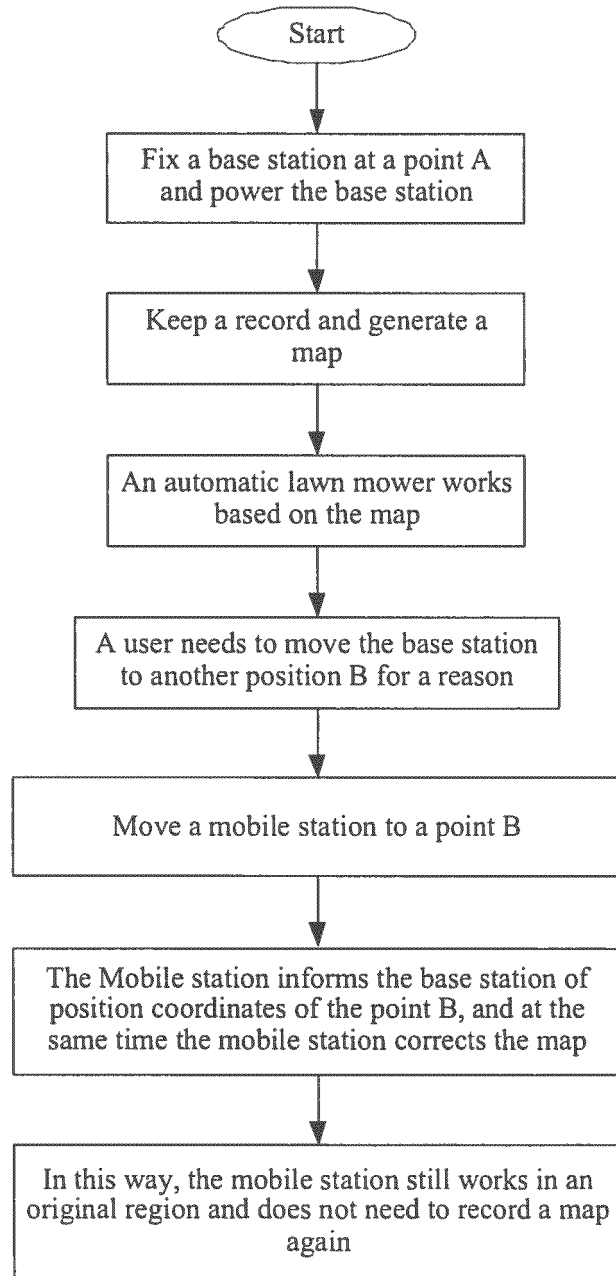 Start
Fix a base station at a point A
and power the base station
Keep a record and generate a
map
An automatic lawn mower works
based on the map
A user needs to move the base station
to another position B for a reason
Move a mobile station to a point B
The Mobile station informs the base station of
position coordinates of the point B, and at the
same time the mobile station corrects the map
In this way, the mobile station still works in an
original region and does not need to record a map
again